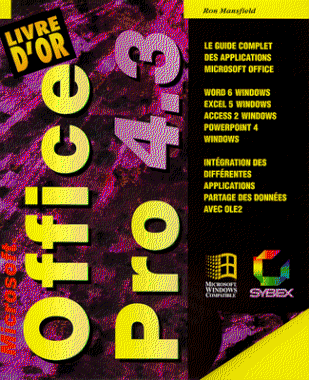 Ron Mansfield
LIVRE
D'OR
Microsoft
Office
Pro 4.3
LE GUIDE COMPLET
DES APPLICATIONS
MICROSOFT OFFICE
WORD 6 WINDOWS
EXCEL 5 WINDOWS
ACCESS 2 WINDOWS
POWERPOINT 4
WINDOWS
INTÉGRATION DES
DIFFÉRENTES
APPLICATIONS
PARTAGE DES DONNÉES
AVEC OLE2
MICROSOFT
WINDOWS
COMPATIBLE
SYBEX